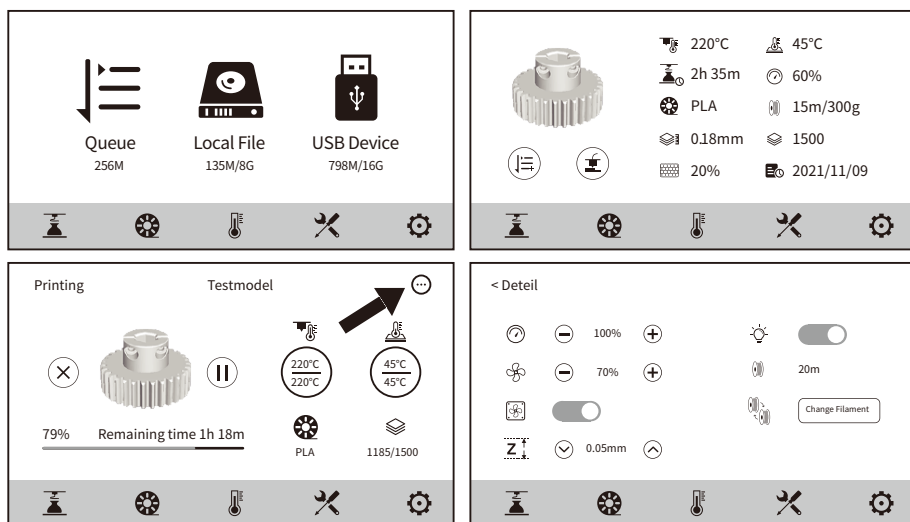 Queue
256M
Local File
135M/8G
USB Device
798M/16G
220℃
45℃
2h 35m
60%
PLA
15m/300g
0.18mm
1500
20%
2021/11/09
Printing
Testmodel
220℃
220℃
45℃
45℃
79%
Remaining time 1h 18m
PLA
1185/1500
< Deteil
100%
70%
20m
Change Filament
Z
0.05mm